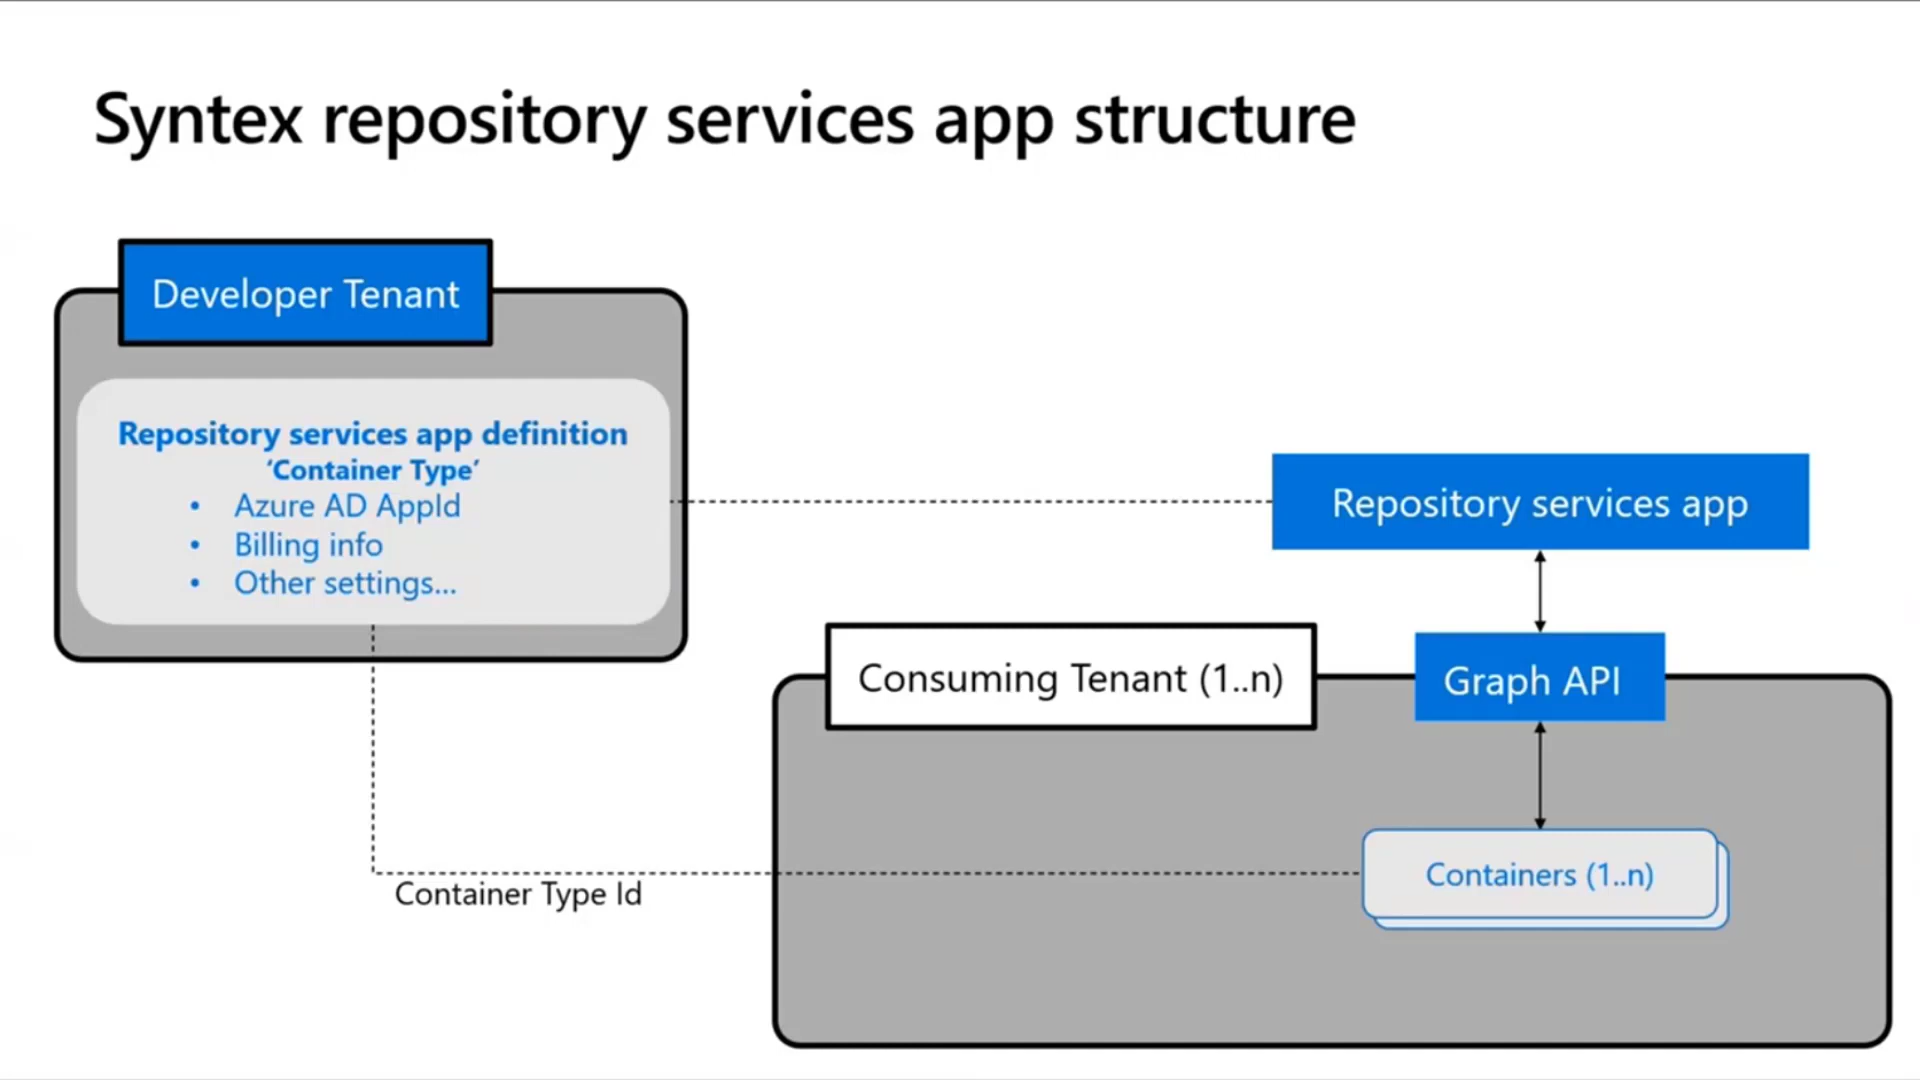 Syntex repository services app structure
Developer Tenant
Repository services app definition
‘Container Type’
• Azure AD AppId
• Billing info
• Other settings...
Repository services app
Consuming Tenant (1..n)
Graph API
Containers (1..n)
Container Type Id